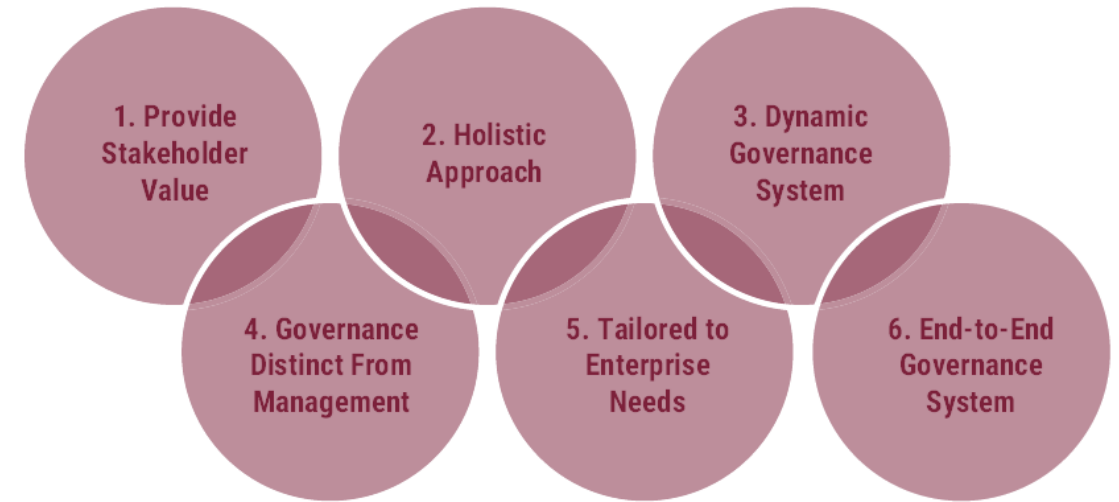 1. Provide
Stakeholder
Value
2. Holistic
Approach
3. Dynamic
Governance
System
4. Governance
Distinct From
Management
5. Tailored to
Enterprise
Needs
6. End-to-End
Governance
System